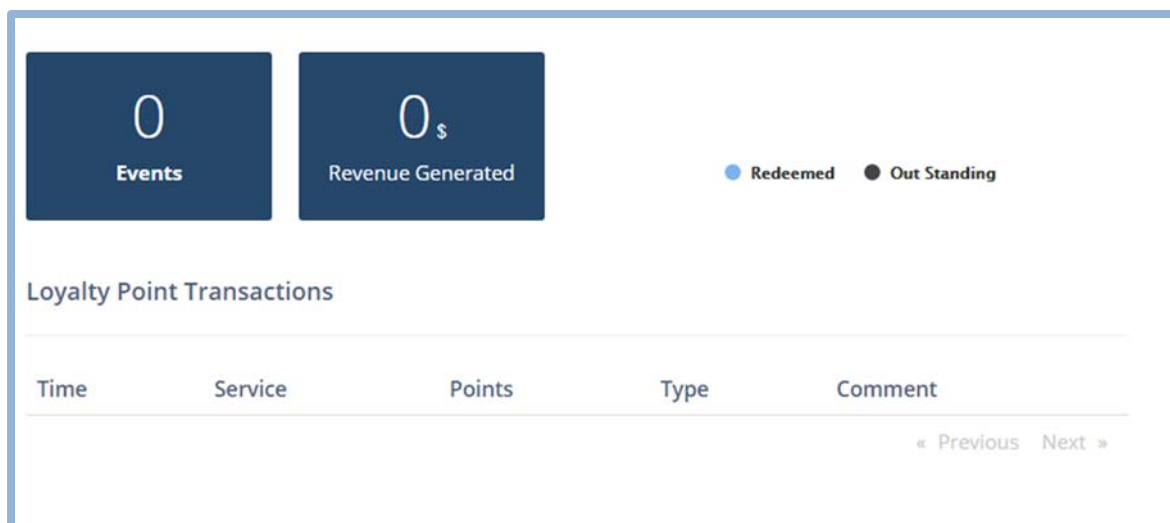 0
Events
0 $
Revenue Generated
Redeemed Out Standing
Loyalty Point Transactions
Time Service Points Type Comment
« Previous Next »